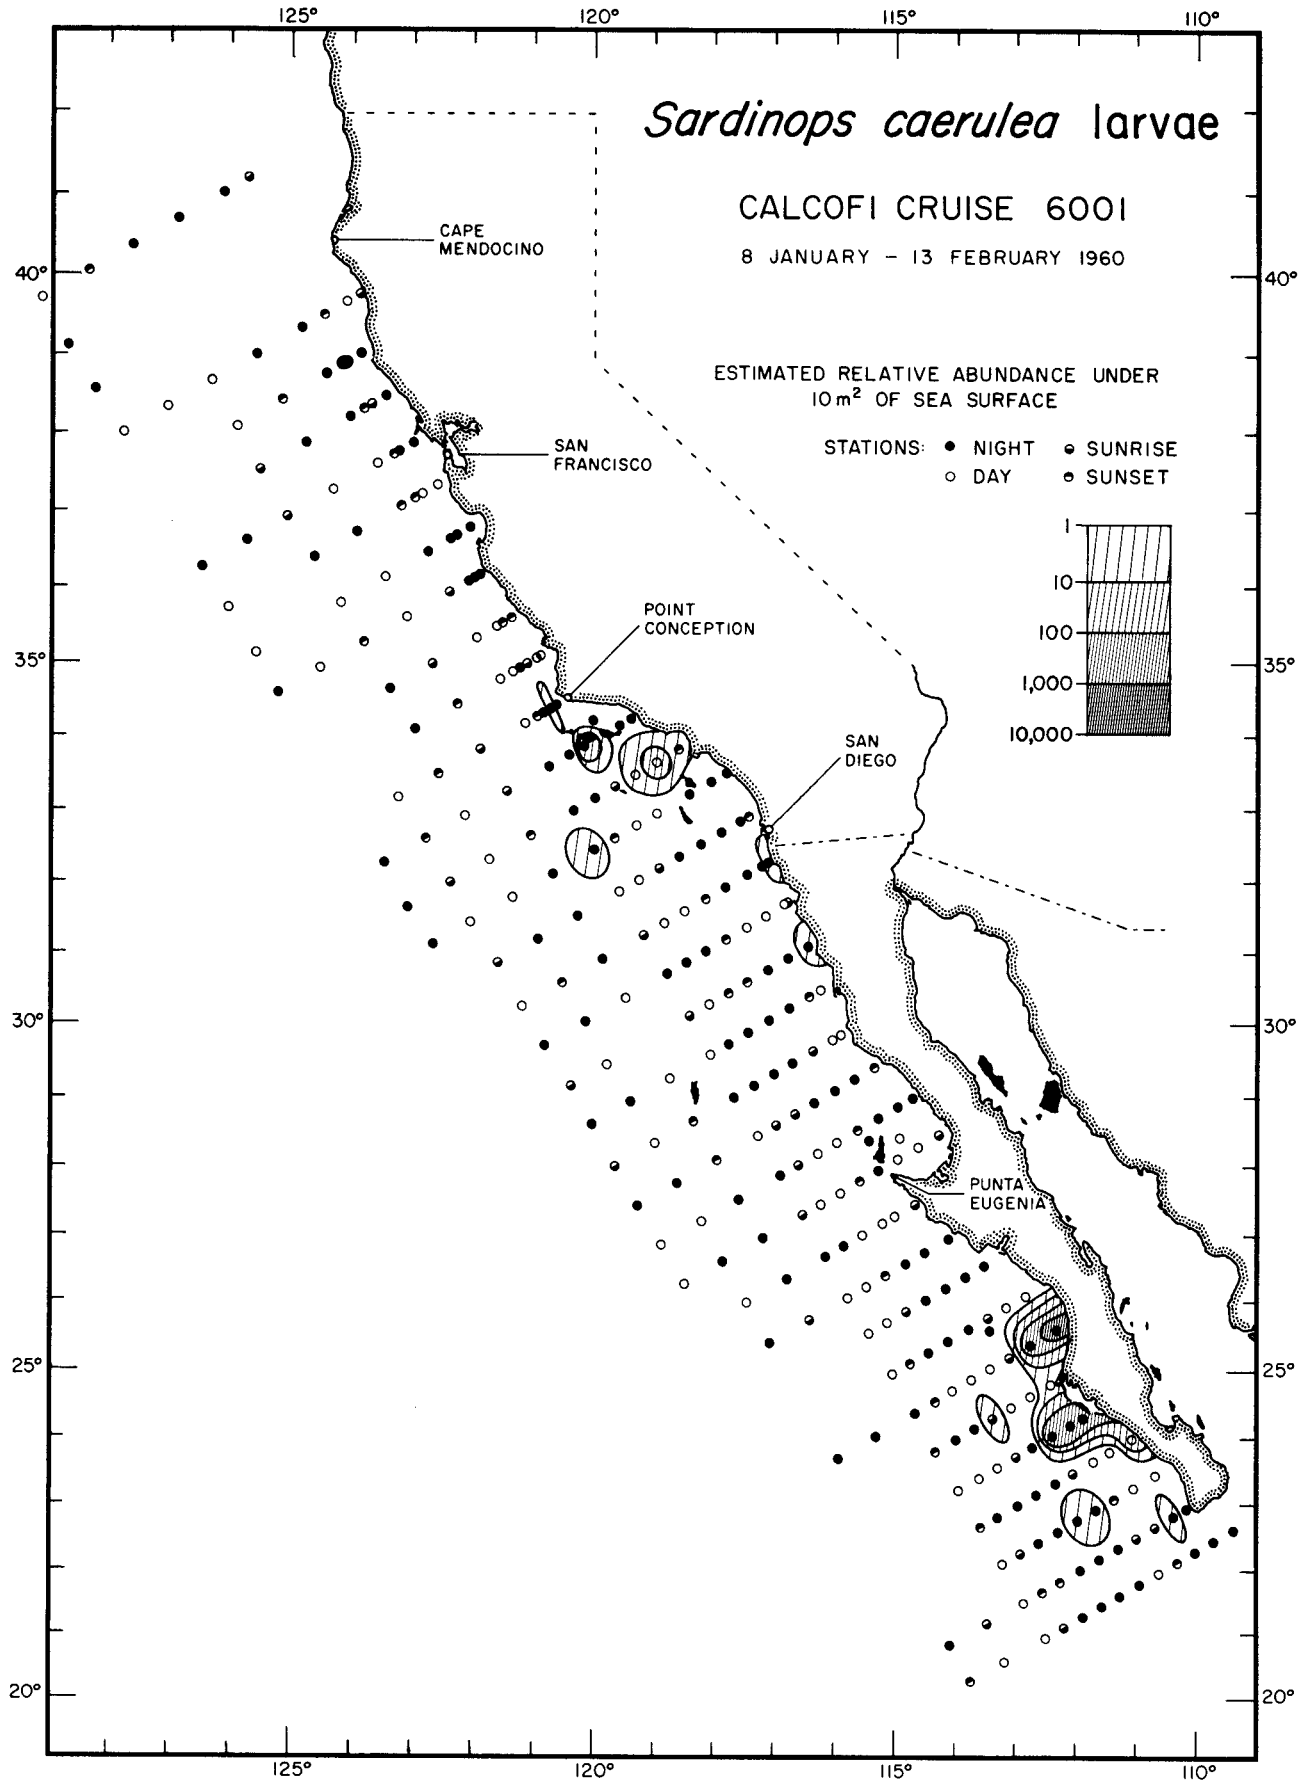 125° 120° 115° 110°
Sardinops caerulea larvae
CALCOFI CRUISE 6001
8 JANUARY – 13 FEBRUARY 1960
CAPE
MENDOCINO
40° 40°
ESTIMATED RELATIVE ABUNDANCE UNDER
10 m² OF SEA SURFACE
STATIONS: ● NIGHT ◒ SUNRISE
○ DAY ◓ SUNSET
SAN
FRANCISCO
1
10
100
1,000
10,000
POINT
CONCEPTION
35° 35°
SAN
DIEGO
30° 30°
PUNTA
EUGENIA
25° 25°
20° 20°
125° 120° 115° 110°